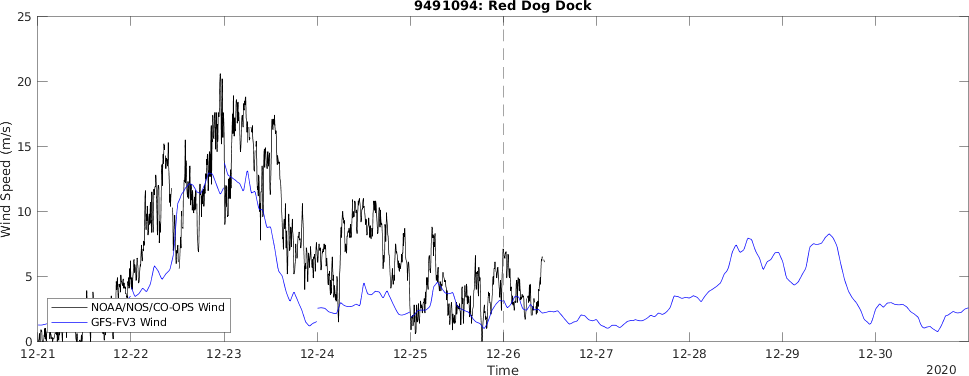 9491094: Red Dog Dock
25
20
15
10
5
0
Wind Speed (m/s)
NOAA/NOS/CO-OPS Wind
GFS-FV3 Wind
12-21 12-22 12-23 12-24 12-25 12-26 12-27 12-28 12-29 12-30
Time
2020